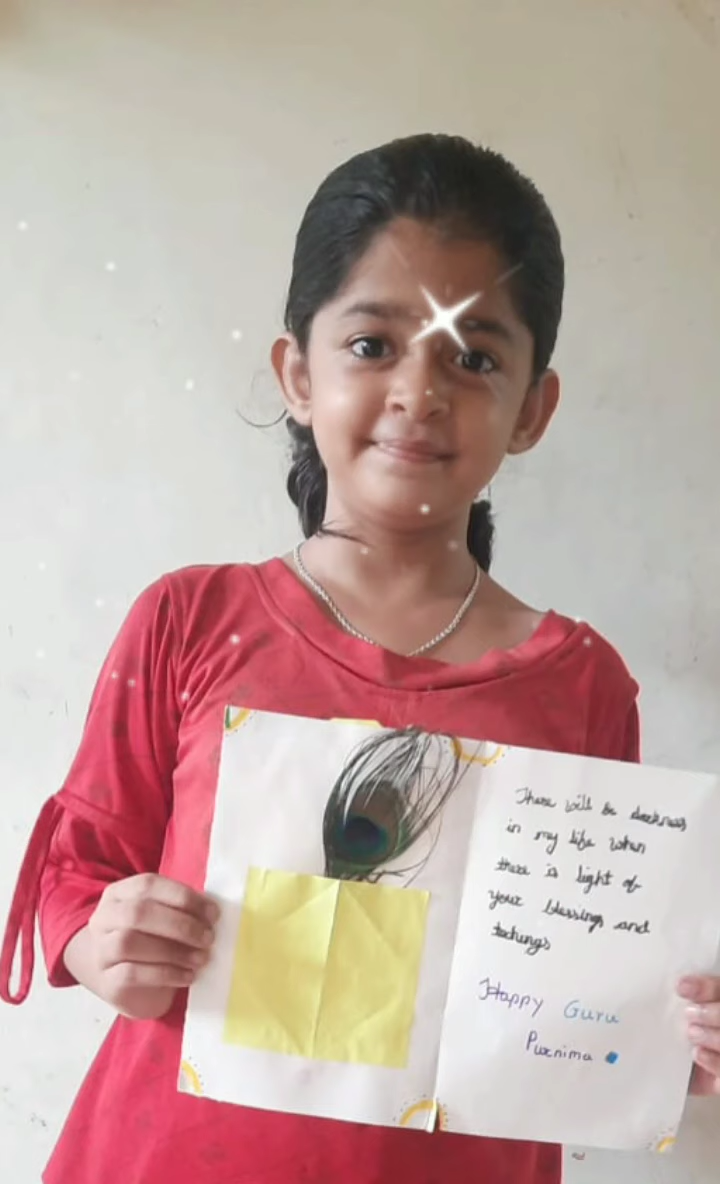 There will be darkness
in my life when
there is light of
your blessings and
teachings
Happy Guru
Purnima